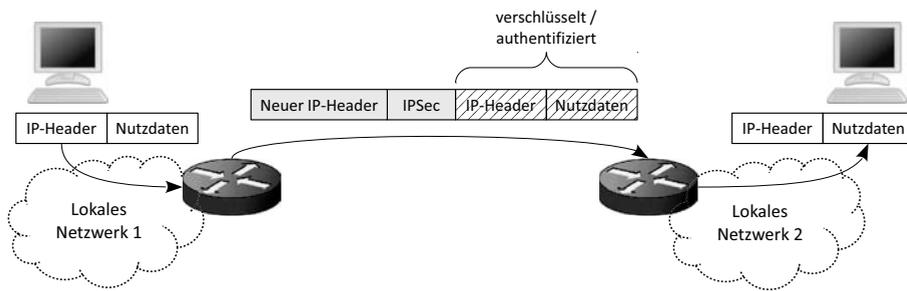 verschlüsselt /
authentifiziert
Neuer IP-Header IPSec IP-Header Nutzdaten
IP-Header Nutzdaten
IP-Header Nutzdaten
Lokales
Netzwerk 1
Lokales
Netzwerk 2